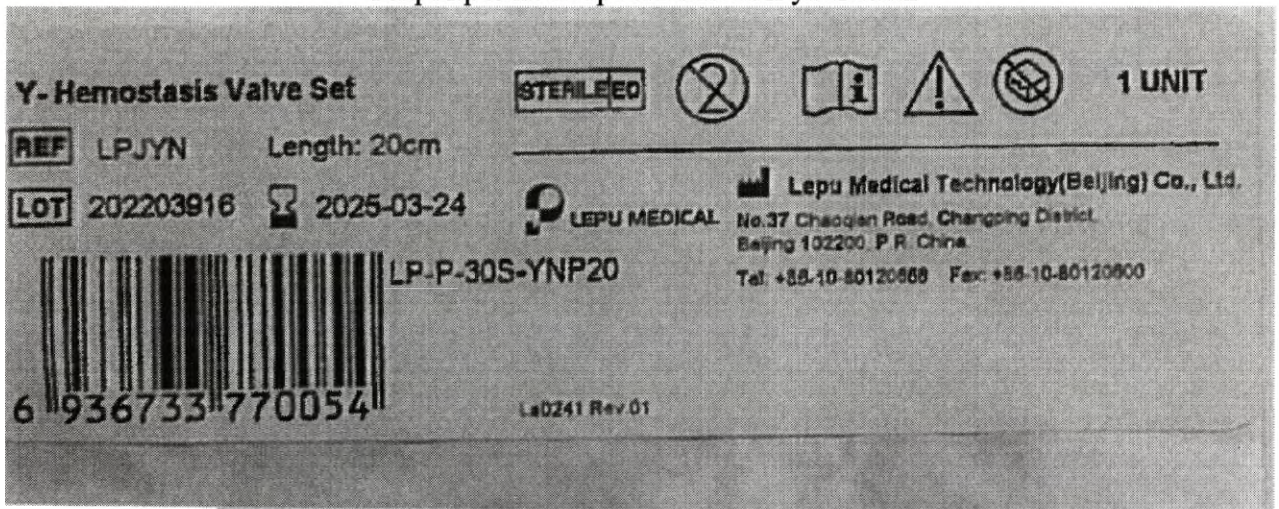 Y-Hemostasis Valve Set
STERILE EO
2
1 UNIT
REF LPJYN Length: 20cm
LOT 202203916 2025-03-24
LEPU MEDICAL
Lepu Medical Technology(Beijing) Co., Ltd.
No.37 Chaoqian Road, Changping District,
Beijing 102200, P.R. China
Tel: +86-10-80120666 Fax: +86-10-80120600
LP-P-30S-YNP20
6 936733 770054
La0241 Rev.01